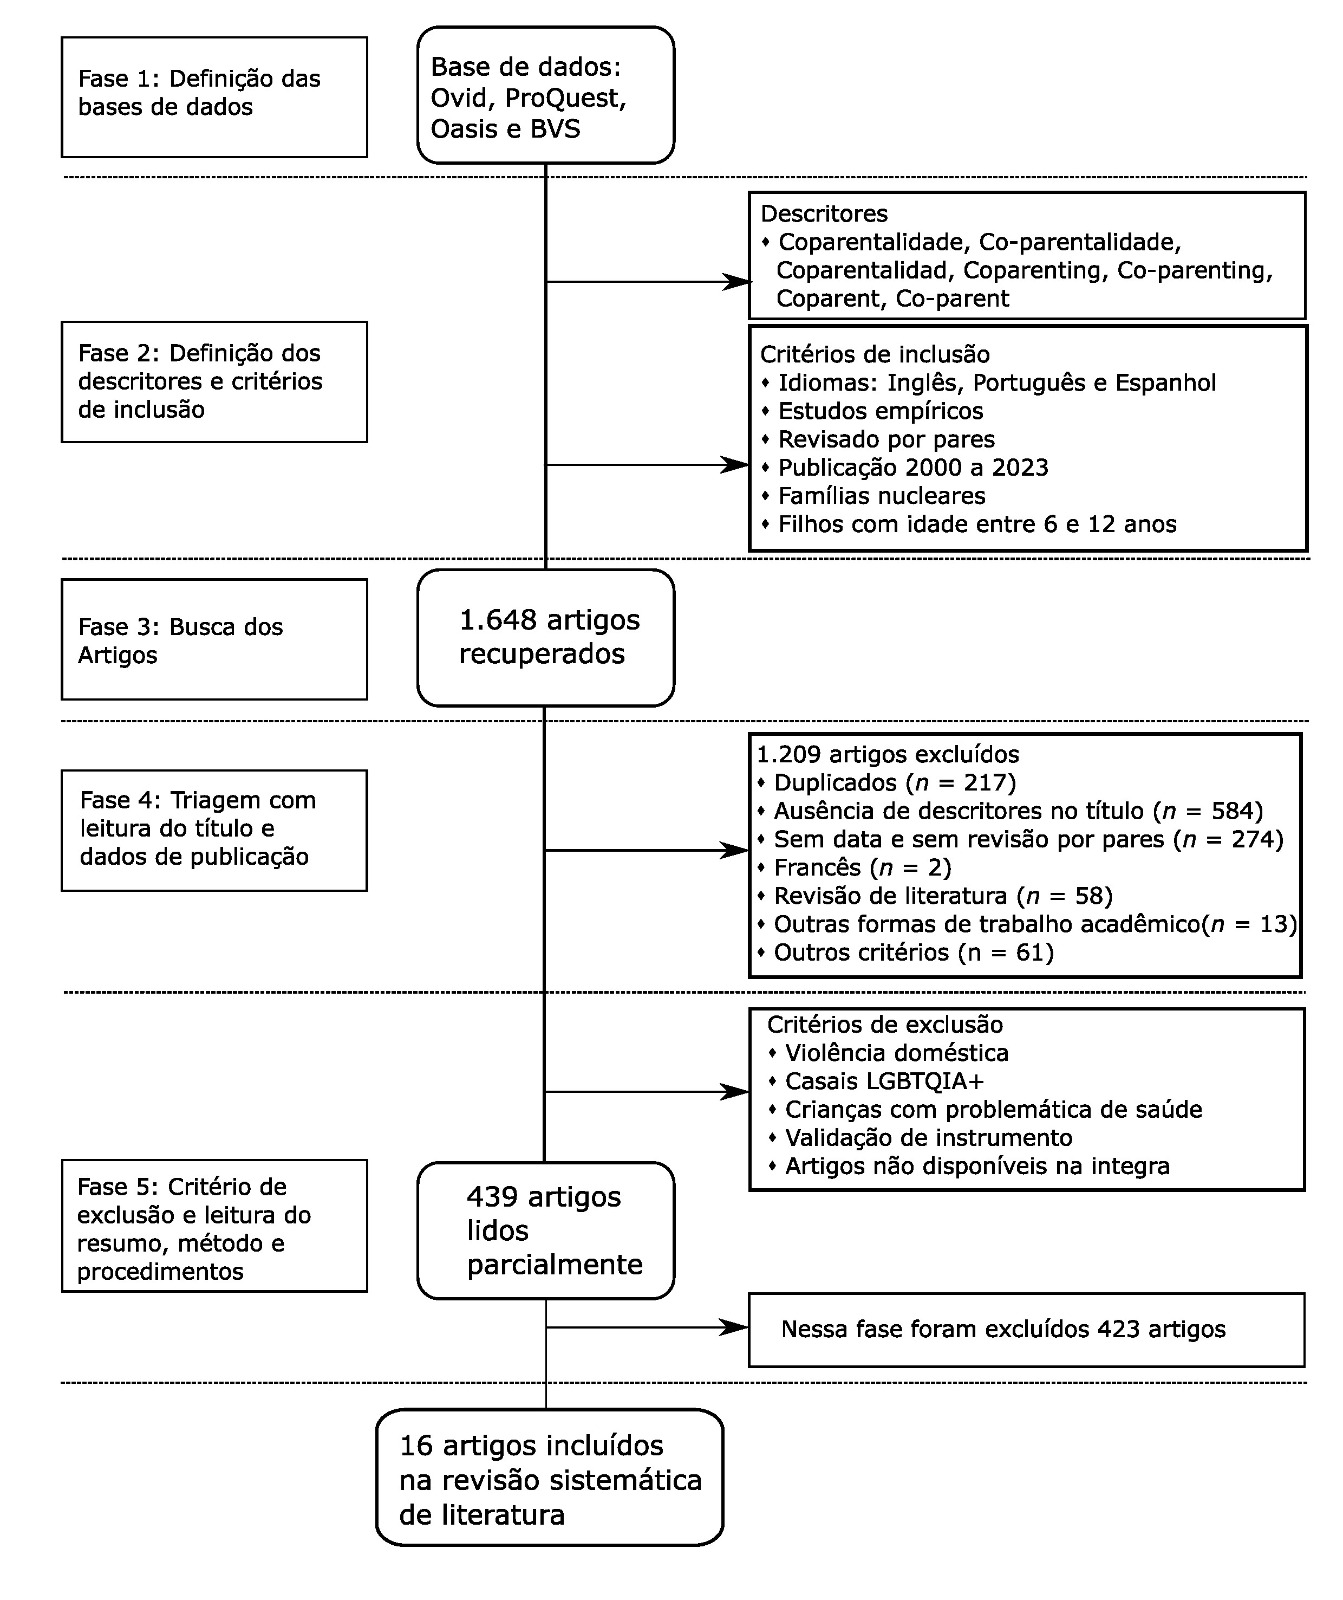 Fase 1: Definição das
bases de dados
Base de dados:
Ovid, ProQuest,
Oasis e BVS
Descritores
• Coparentalidade, Co-parentalidade,
Coparentalidad, Coparenting, Co-parenting,
Coparent, Co-parent
Fase 2: Definição dos
descritores e critérios
de inclusão
Critérios de inclusão
• Idiomas: Inglês, Português e Espanhol
• Estudos empíricos
• Revisado por pares
• Publicação 2000 a 2023
• Famílias nucleares
• Filhos com idade entre 6 e 12 anos
Fase 3: Busca dos
Artigos
1.648 artigos
recuperados
Fase 4: Triagem com
leitura do título e
dados de publicação
1.209 artigos excluídos
• Duplicados (n = 217)
• Ausência de descritores no título (n = 584)
• Sem data e sem revisão por pares (n = 274)
• Francês (n = 2)
• Revisão de literatura (n = 58)
• Outras formas de trabalho acadêmico(n = 13)
• Outros critérios (n = 61)
Critérios de exclusão
• Violência doméstica
• Casais LGBTQIA+
• Crianças com problemática de saúde
• Validação de instrumento
• Artigos não disponíveis na integra
Fase 5: Critério de
exclusão e leitura do
resumo, método e
procedimentos
439 artigos
lidos
parcialmente
Nessa fase foram excluídos 423 artigos
16 artigos incluídos
na revisão sistemática
de literatura